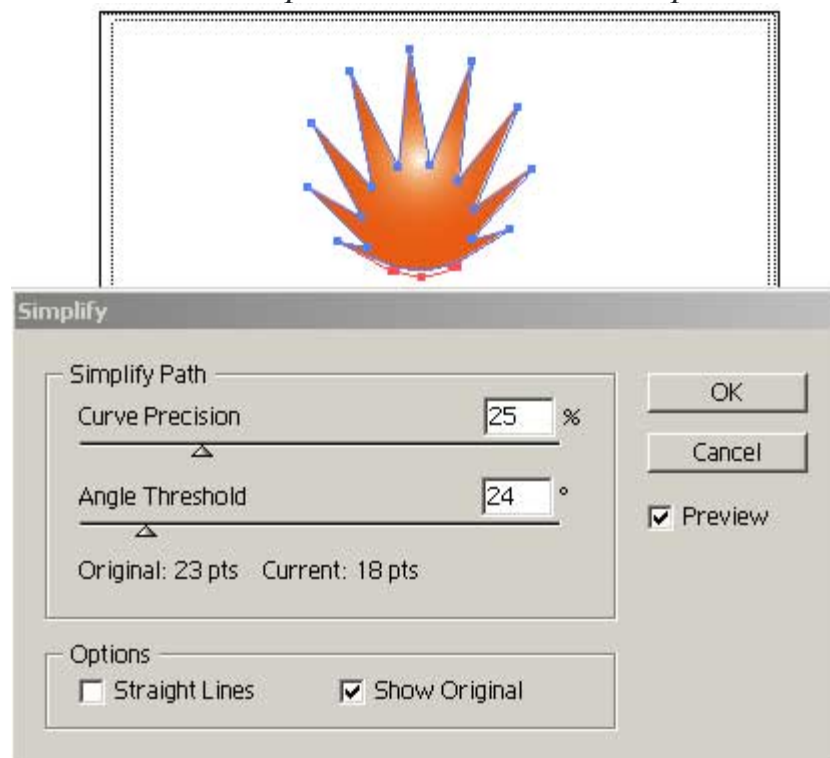 Simplify
Simplify Path
Curve Precision 25 %
Angle Threshold 24 °
Original: 23 pts Current: 18 pts
OK
Cancel
Preview
Options
Straight Lines Show Original